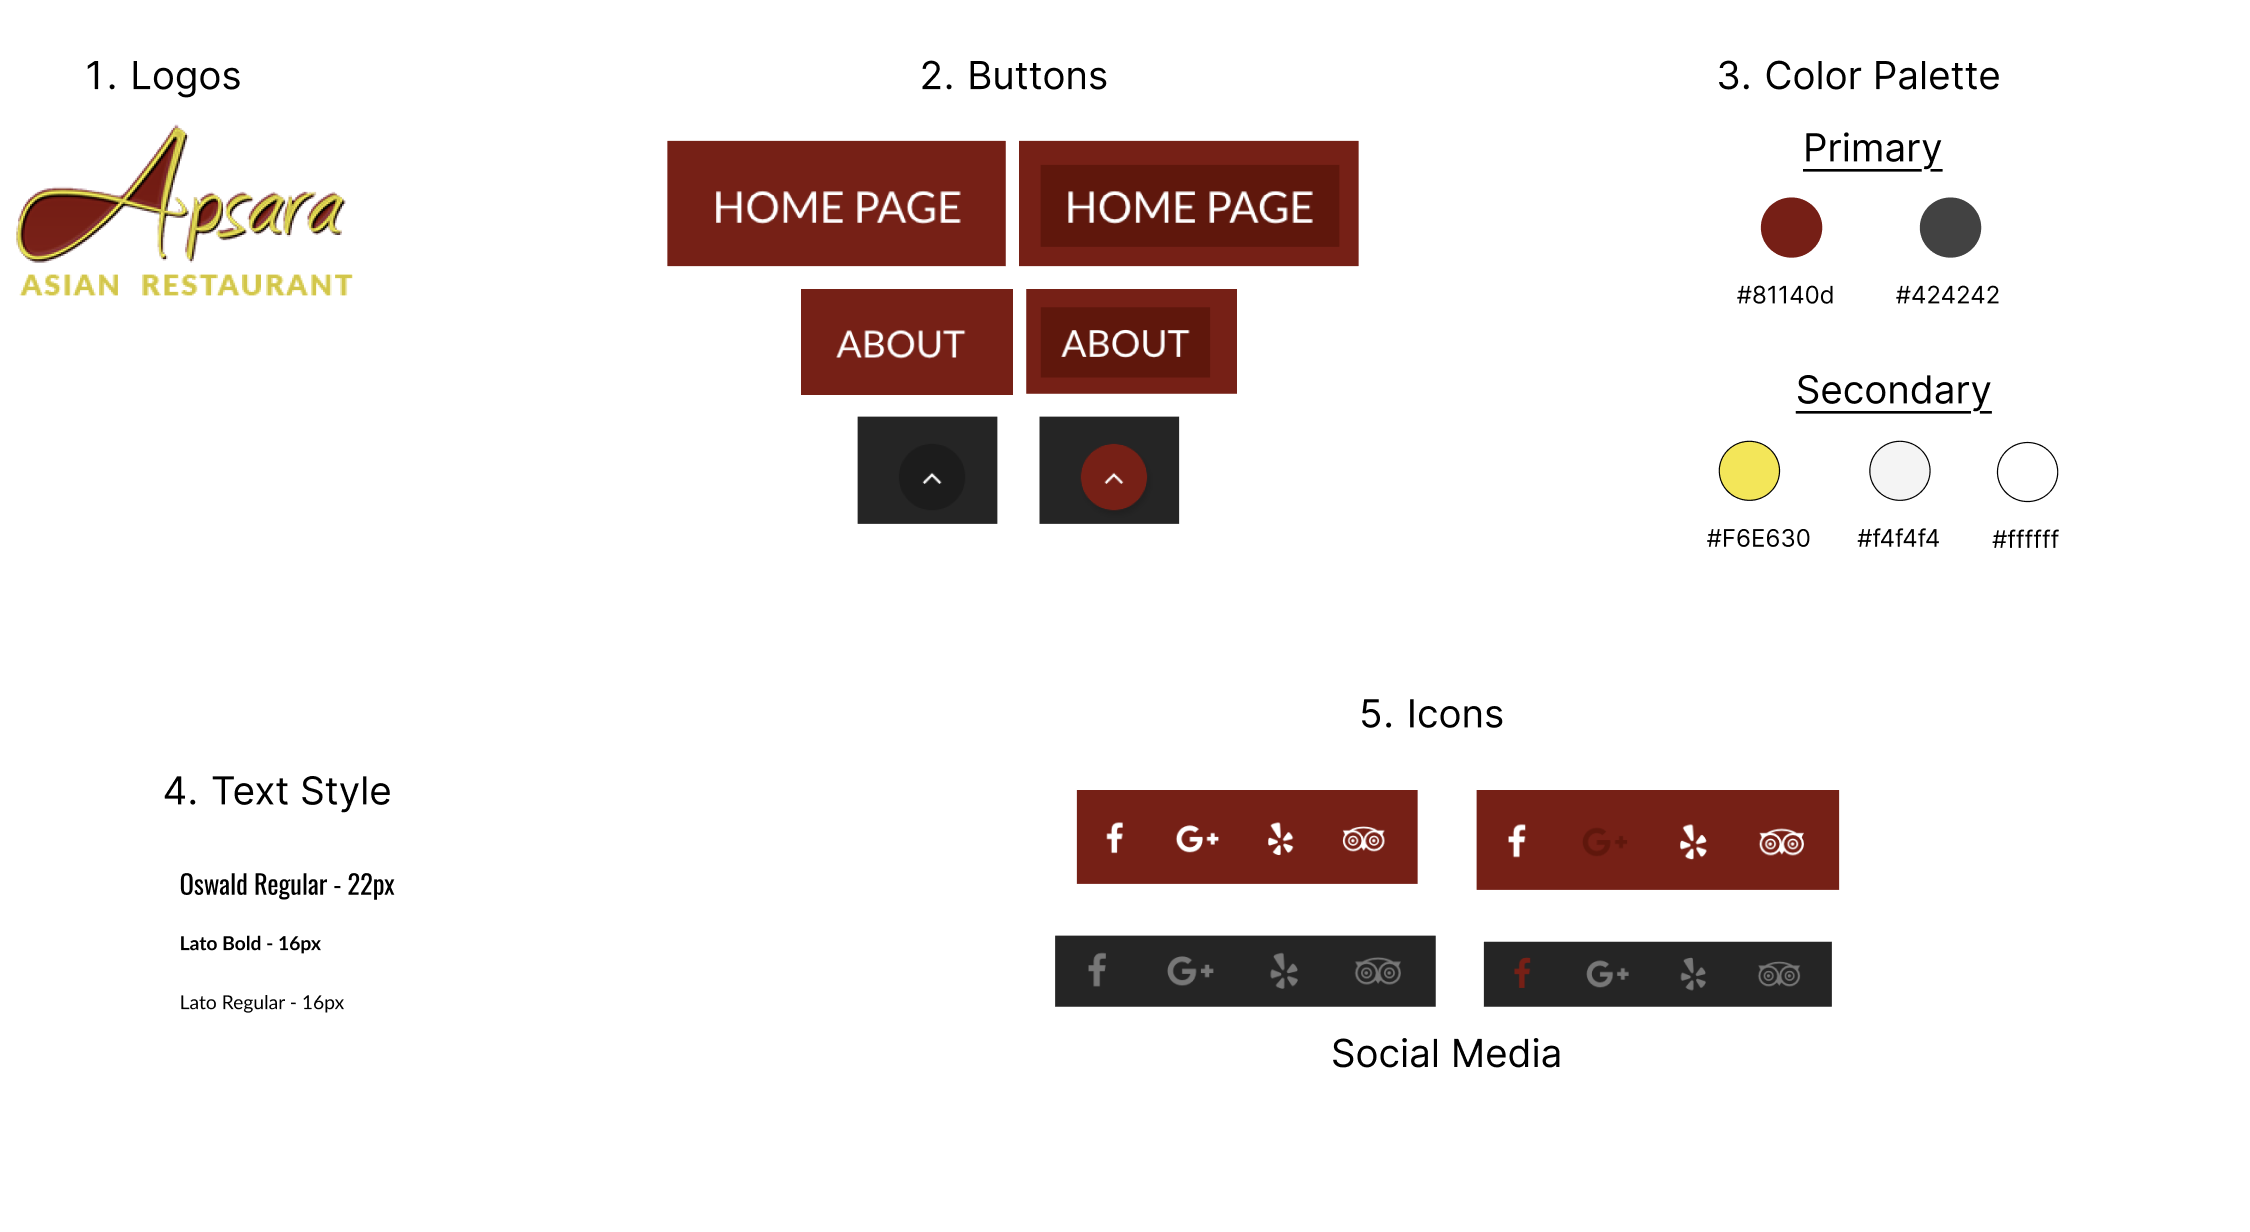 1. Logos
Apsara
ASIAN RESTAURANT
2. Buttons
HOME PAGE
HOME PAGE
ABOUT
ABOUT
3. Color Palette
Primary
#81140d
#424242
Secondary
#F6E630
#f4f4f4
#ffffff
4. Text Style
Oswald Regular - 22px
Lato Bold - 16px
Lato Regular - 16px
5. Icons
f G+
f G+
f G+
f G+
Social Media